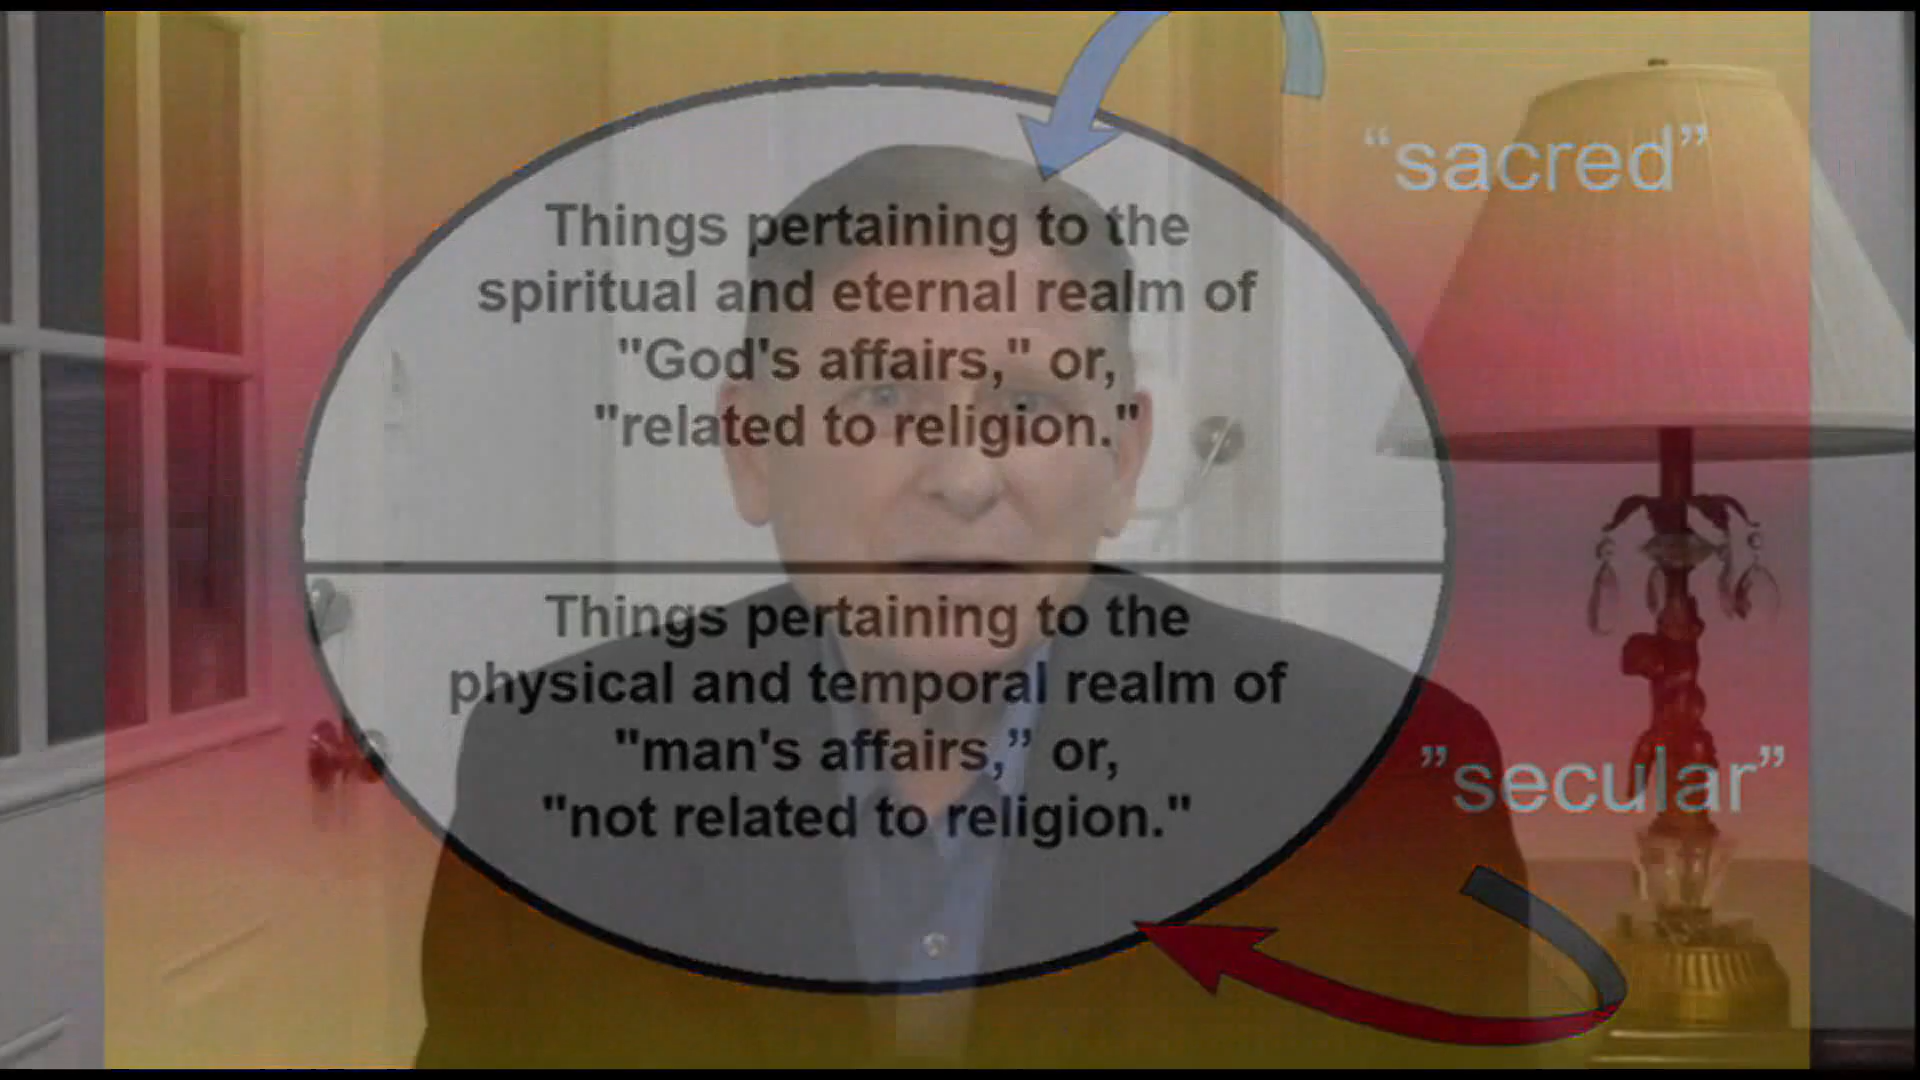 “sacred”
Things pertaining to the
spiritual and eternal realm of
"God's affairs," or,
"related to religion."
Things pertaining to the
physical and temporal realm of
"man's affairs,” or,
"not related to religion."
”secular”